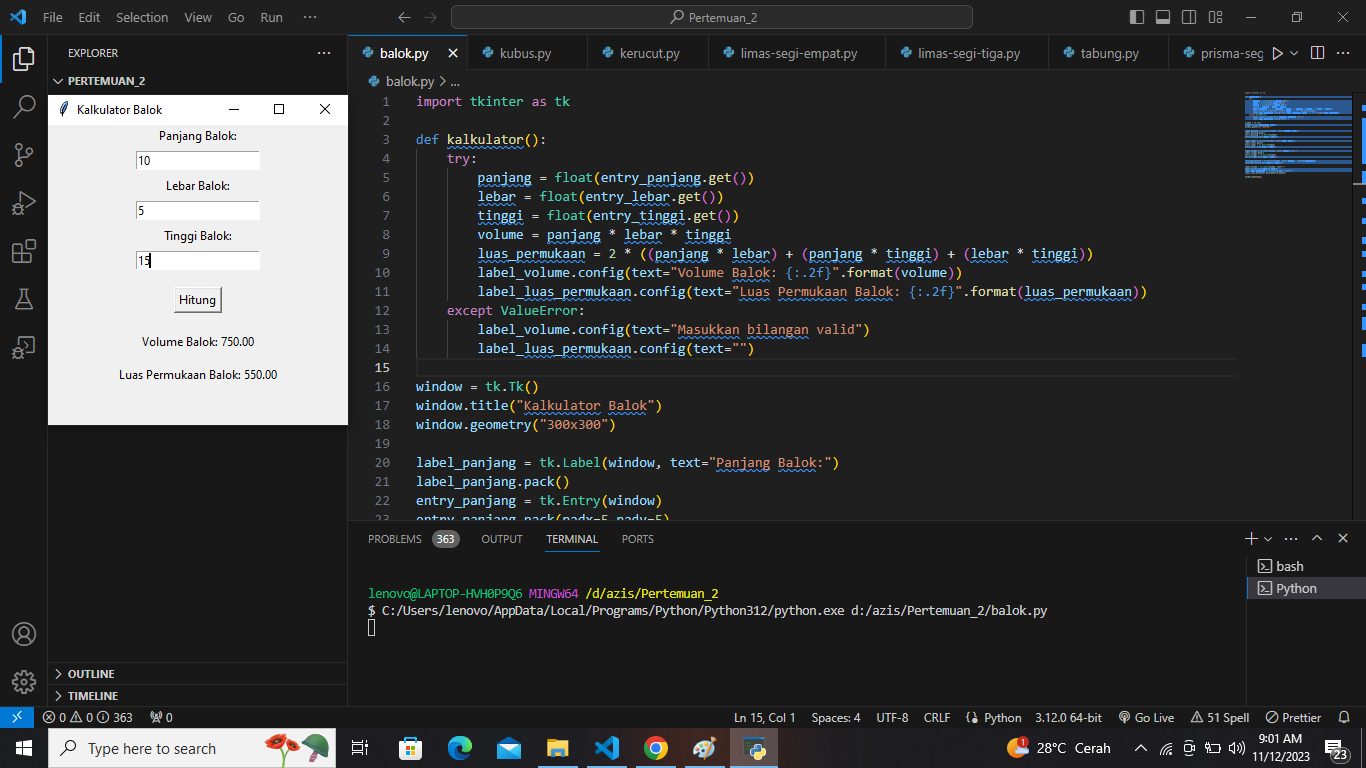 File Edit Selection View Go Run ···
Pertemuan_2
EXPLORER
PERTEMUAN_2
Kalkulator Balok
Panjang Balok:
10
Lebar Balok:
5
Tinggi Balok:
15
Hitung
Volume Balok: 750.00
Luas Permukaan Balok: 550.00
OUTLINE
TIMELINE
balok.py kubus.py kerucut.py limas-segi-empat.py limas-segi-tiga.py tabung.py prisma-seg
balok.py > ...
1 import tkinter as tk
2
3 def kalkulator():
4 try:
5 panjang = float(entry_panjang.get())
6 lebar = float(entry_lebar.get())
7 tinggi = float(entry_tinggi.get())
8 volume = panjang * lebar * tinggi
9 luas_permukaan = 2 * ((panjang * lebar) + (panjang * tinggi) + (lebar * tinggi))
10 label_volume.config(text="Volume Balok: {:.2f}".format(volume))
11 label_luas_permukaan.config(text="Luas Permukaan Balok: {:.2f}".format(luas_permukaan))
12 except ValueError:
13 label_volume.config(text="Masukkan bilangan valid")
14 label_luas_permukaan.config(text="")
15
16 window = tk.Tk()
17 window.title("Kalkulator Balok")
18 window.geometry("300x300")
19
20 label_panjang = tk.Label(window, text="Panjang Balok:")
21 label_panjang.pack()
22 entry_panjang = tk.Entry(window)
23 entry_panjang.pack(padx=5,pady=5)
PROBLEMS 363 OUTPUT TERMINAL PORTS
lenovo@LAPTOP-HVH0P9Q6 MINGW64 /d/azis/Pertemuan_2
$ C:/Users/lenovo/AppData/Local/Programs/Python/Python312/python.exe d:/azis/Pertemuan_2/balok.py
bash
Python
0 0 363 0 Ln 15, Col 1 Spaces: 4 UTF-8 CRLF Python 3.12.0 64-bit Go Live 51 Spell Prettier
Type here to search
1
28°C Cerah
9:01 AM
11/12/2023
23